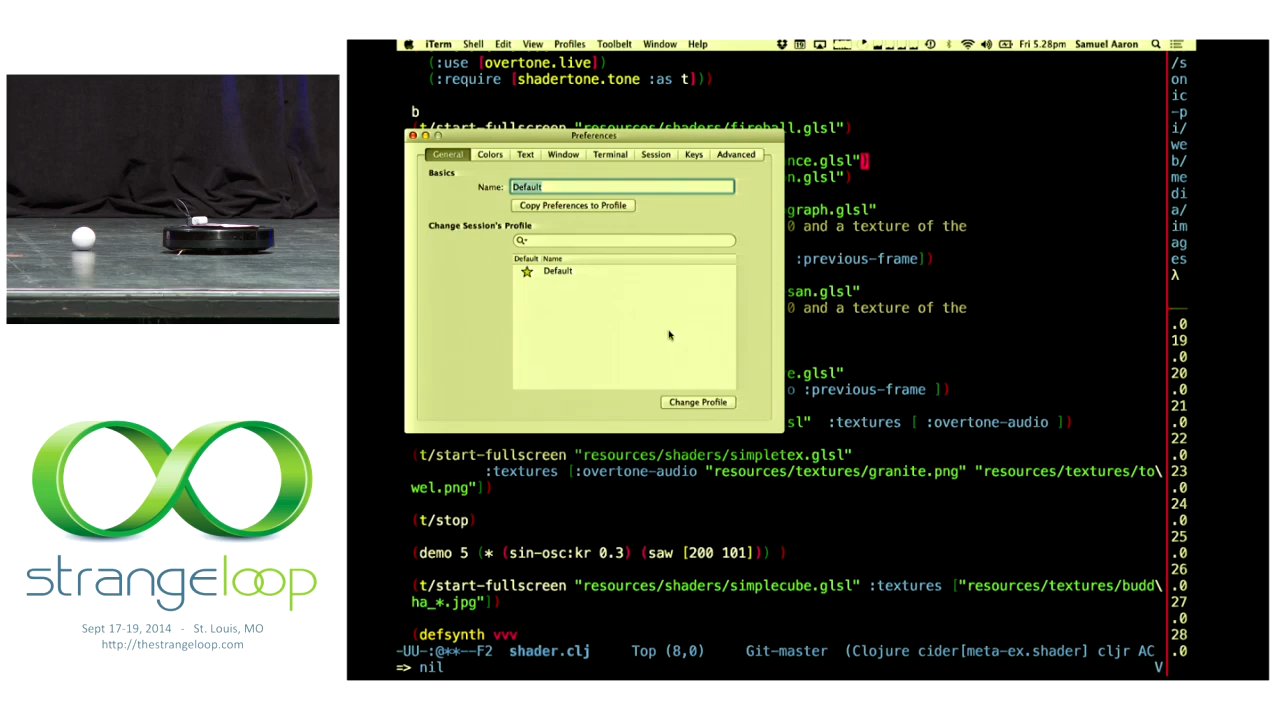 iTerm Shell Edit View Profiles Toolbelt Window Help Fri 5.28pm Samuel Aaron
(:use [overtone.live])
(:require [shadertone.tone :as t]))
b
(t/start-fullscreen "resources/shaders/fireball.glsl")
Preferences
General Colors Text Window Terminal Session Keys Advanced
Basics
Name: Default
Copy Preferences to Profile
Change Session's Profile
Default Name
Default
Change Profile
nce.glsl")
n.glsl")
graph.glsl"
0 and a texture of the
:previous-frame])
san.glsl"
0 and a texture of the
e.glsl"
o :previous-frame ])
sl" :textures [ :overtone-audio ])
(t/start-fullscreen "resources/shaders/simpletex.glsl"
:textures [:overtone-audio "resources/textures/granite.png" "resources/textures/to\
wel.png"])
(t/stop)
(demo 5 (* (sin-osc:kr 0.3) (saw [200 101])) )
(t/start-fullscreen "resources/shaders/simplecube.glsl" :textures ["resources/textures/budd\
ha_*.jpg"])
(defsynth vvv
-UU-:@**--F2 shader.clj Top (8,0) Git-master (Clojure cider[meta-ex.shader] cljr AC
=> nil V
/s
on
ic
-p
i/
we
b/
me
di
a/
im
ag
es
λ
.0
19
.0
20
.0
21
.0
22
.0
23
.0
24
.0
25
.0
26
.0
27
.0
28
.0
strangeloop
Sept 17-19, 2014 - St. Louis, MO
http://thestrangeloop.com